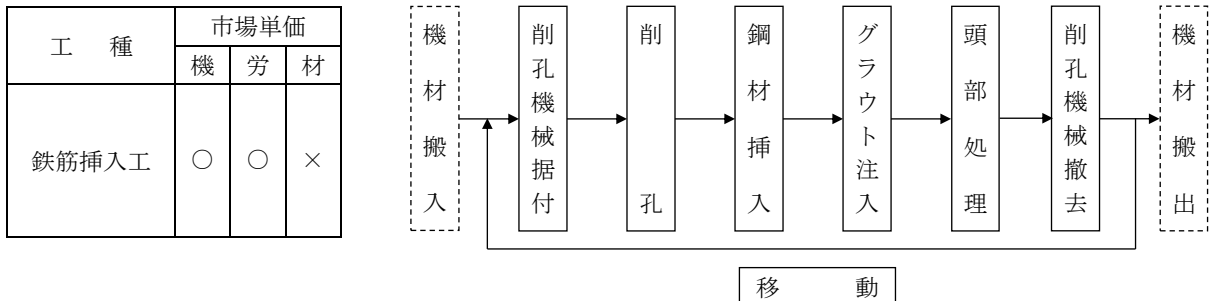 工種 市場単価
機 労 材
鉄筋挿入工 ○ ○ ×
機材搬入
削孔機械据付
削孔
鋼材挿入
グラウト注入
頭部処理
削孔機械撤去
機材搬出
移動